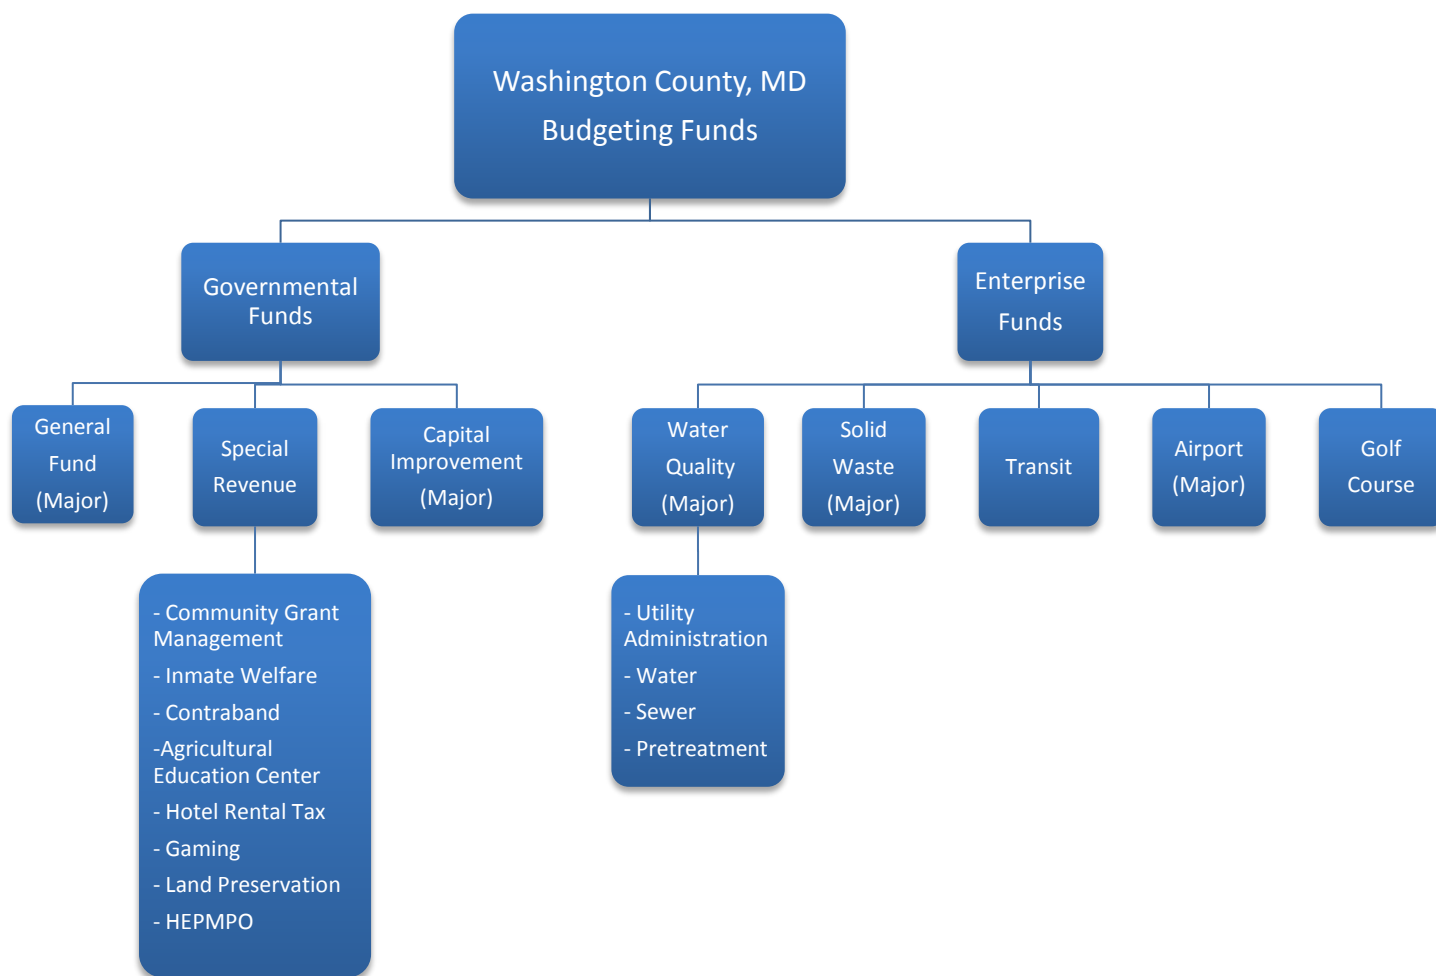 Washington County, MD
Budgeting Funds
Governmental
Funds
Enterprise
Funds
General
Fund
(Major)
Special
Revenue
Capital
Improvement
(Major)
Water
Quality
(Major)
Solid
Waste
(Major)
Transit
Airport
(Major)
Golf
Course
- Community Grant
Management
- Inmate Welfare
- Contraband
-Agricultural
Education Center
- Hotel Rental Tax
- Gaming
- Land Preservation
- HEPMPO
- Utility
Administration
- Water
- Sewer
- Pretreatment